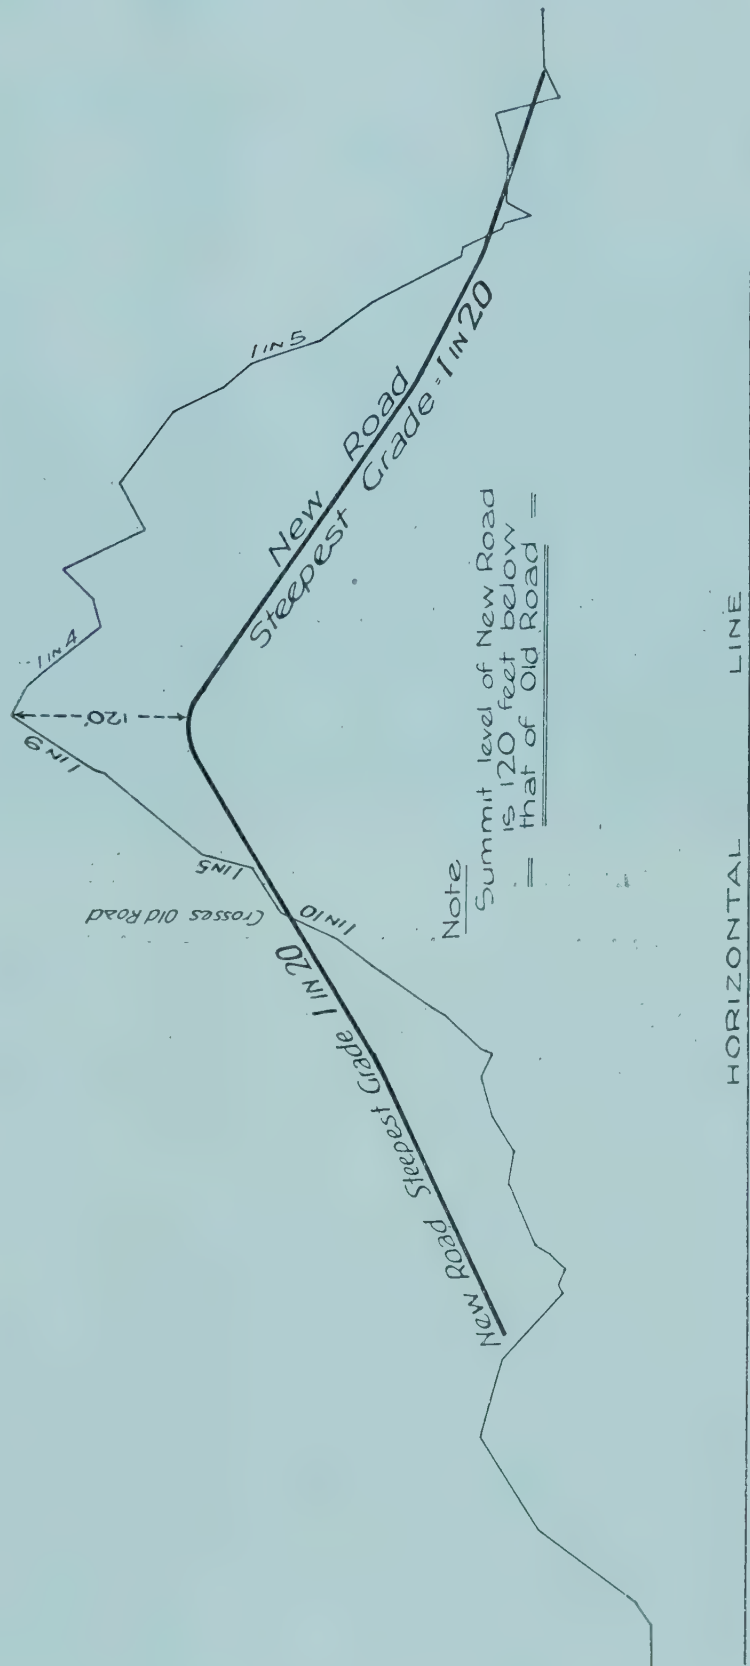 New Road Steepest Grade 1 IN 20
Crosses Old Road
1 IN 10
1 IN 5
1 IN 9
120'
1 IN 4
New Road
Steepest Grade = 1 IN 20
1 IN 5
Note
Summit level of New Road
is 120 feet below
= that of Old Road =
HORIZONTAL LINE